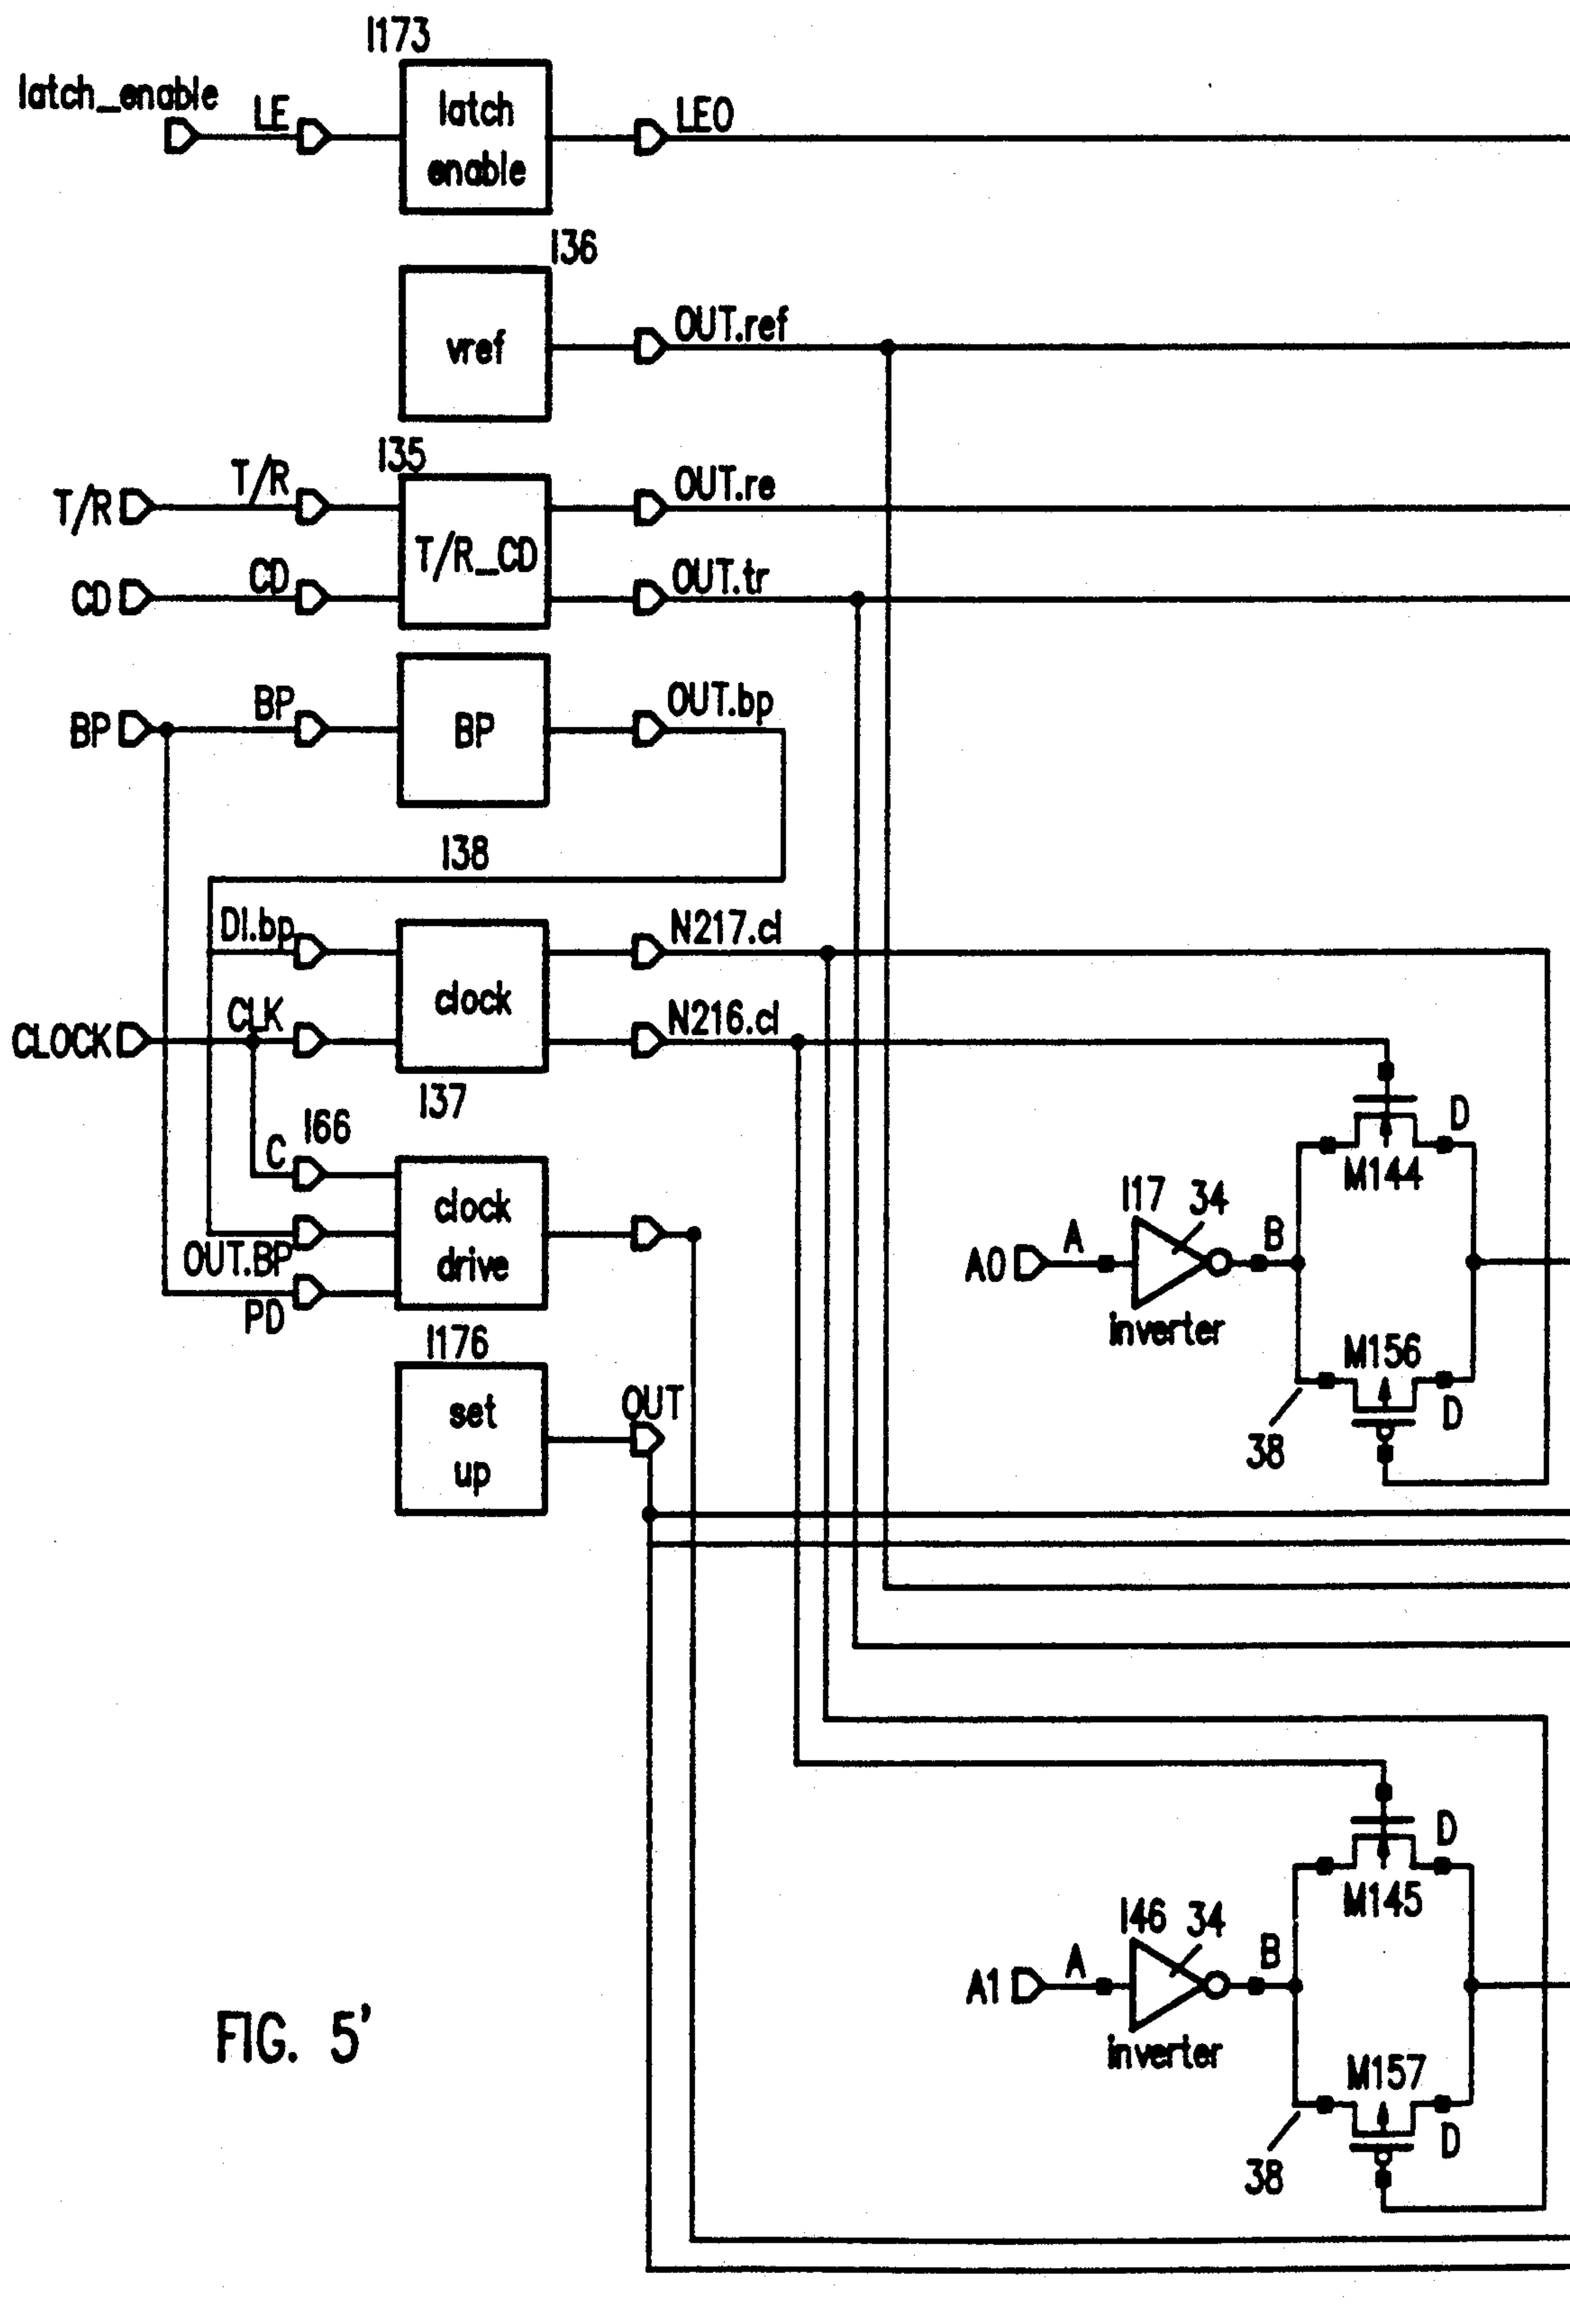 I173
latch_enable
LE
latch
enable
LEO
I36
vref
OUT.ref
I35
T/R
T/R
T/R_CD
OUT.re
CD
CD
OUT.tr
BP
BP
BP
OUT.bp
I38
DI.bp
clock
N217.cl
CLOCK
CLK
N216.cl
I37
I66
C
clock
drive
OUT.BP
PD
I176
set
up
OUT
D
M144
I17
34
A0
A
B
inverter
M156
D
38
D
M145
I46
34
A1
A
B
inverter
M157
D
38
FIG. 5'